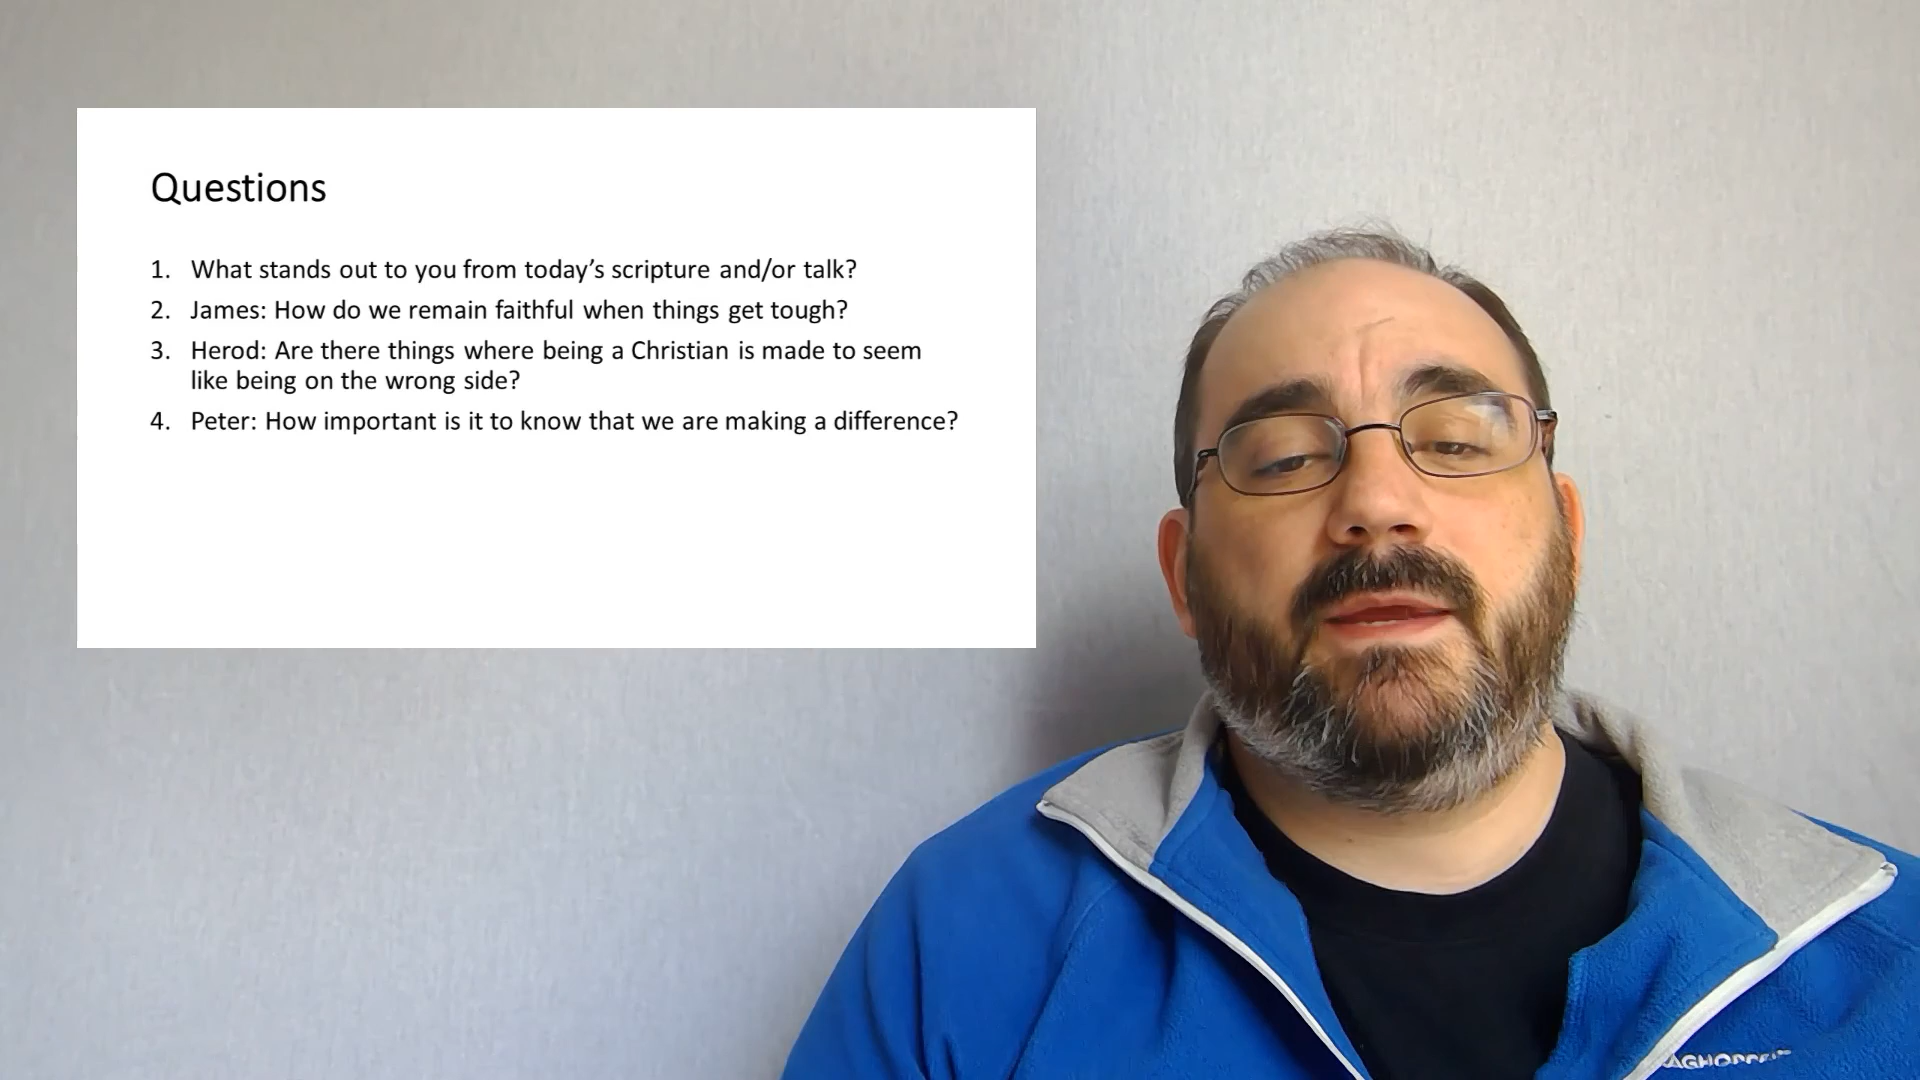 Questions
1. What stands out to you from today’s scripture and/or talk?
2. James: How do we remain faithful when things get tough?
3. Herod: Are there things where being a Christian is made to seem
like being on the wrong side?
4. Peter: How important is it to know that we are making a difference?